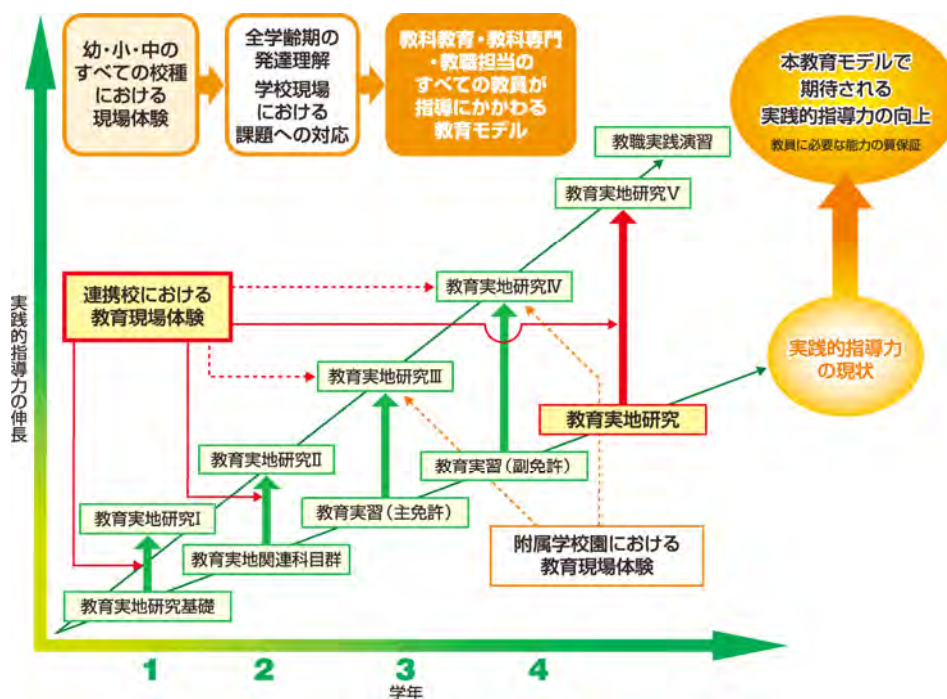 幼・小・中の
すべての校種
における
現場体験
全学齢期の
発達理解
学校現場
における
課題への対応
教科教育・教科専門
・教職担当の
すべての教員が
指導にかかわる
教育モデル
本教育モデルで
期待される
実践的指導力の向上
教員に必要な能力の質保証
教職実践演習
教育実地研究Ⅴ
連携校における
教育現場体験
教育実地研究Ⅳ
実践的指導力の伸長
実践的指導力
の現状
教育実地研究Ⅲ
教育実地研究
教育実地研究Ⅱ
教育実習(副免許)
教育実地研究Ⅰ
教育実習(主免許)
附属学校園における
教育現場体験
教育実地関連科目群
教育実地研究基礎
1
2
3
4
学年